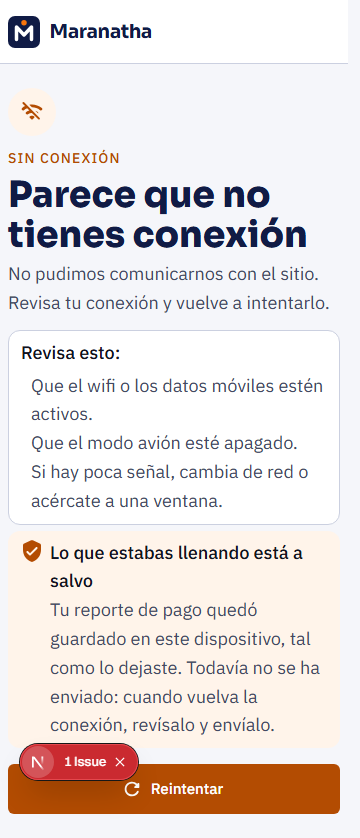 Maranatha
SIN CONEXIÓN
Parece que no
tienes conexión
No pudimos comunicarnos con el sitio.
Revisa tu conexión y vuelve a intentarlo.
Revisa esto:
Que el wifi o los datos móviles estén
activos.
Que el modo avión esté apagado.
Si hay poca señal, cambia de red o
acércate a una ventana.
Lo que estabas llenando está a
salvo
Tu reporte de pago quedó
guardado en este dispositivo, tal
como lo dejaste. Todavía no se ha
enviado: cuando vuelva la
conexión, revísalo y envíalo.
N 1 Issue
Reintentar